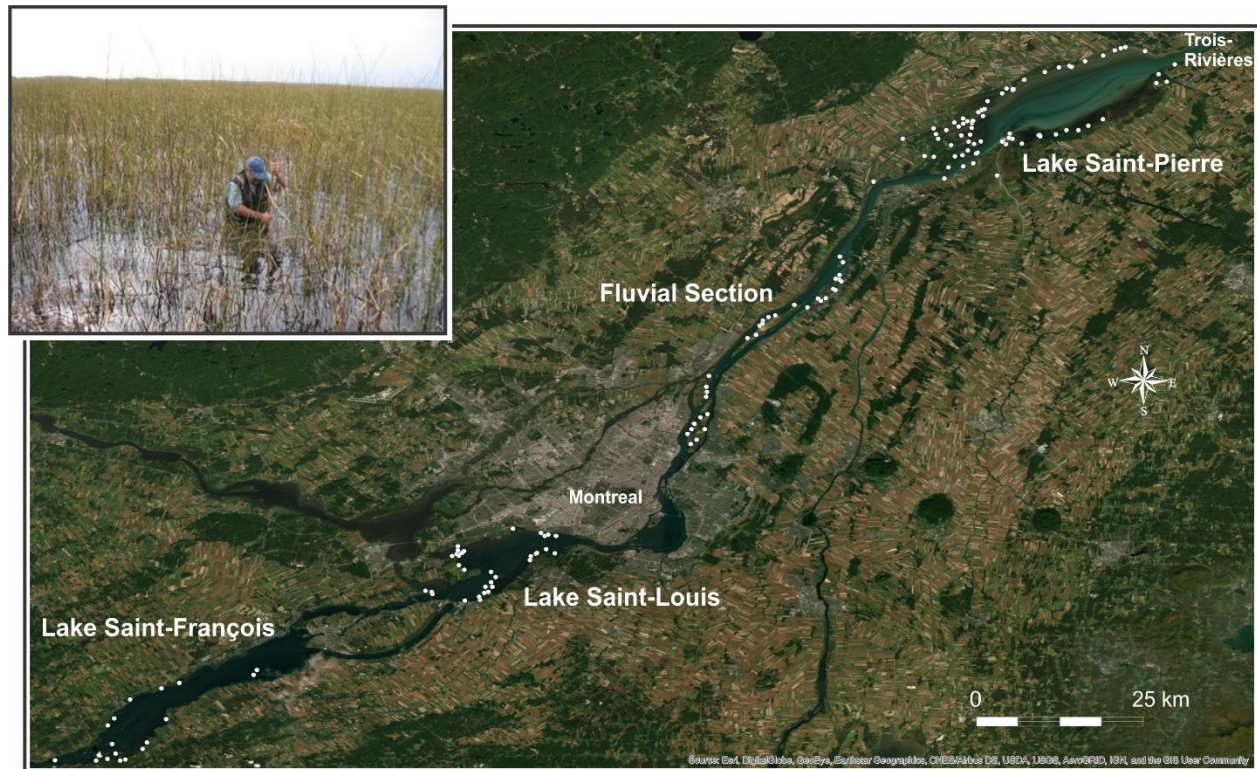 Trois-
Rivières
Lake Saint-Pierre
Fluvial Section
N
W E
S
Montreal
Lake Saint-Louis
Lake Saint-François
0 25 km
Source: Esri, DigitalGlobe, GeoEye, Earthstar Geographics, CNES/Airbus DS, USDA, USGS, AeroGRID, IGN, and the GIS User Community